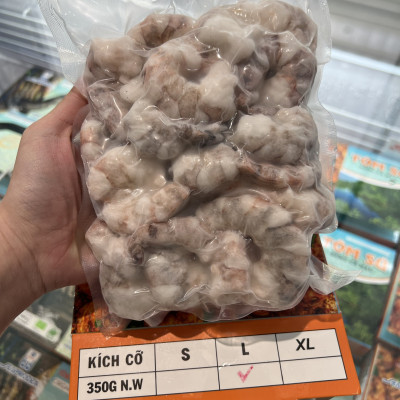 KÍCH CỠ S L XL
350G N.W ✓